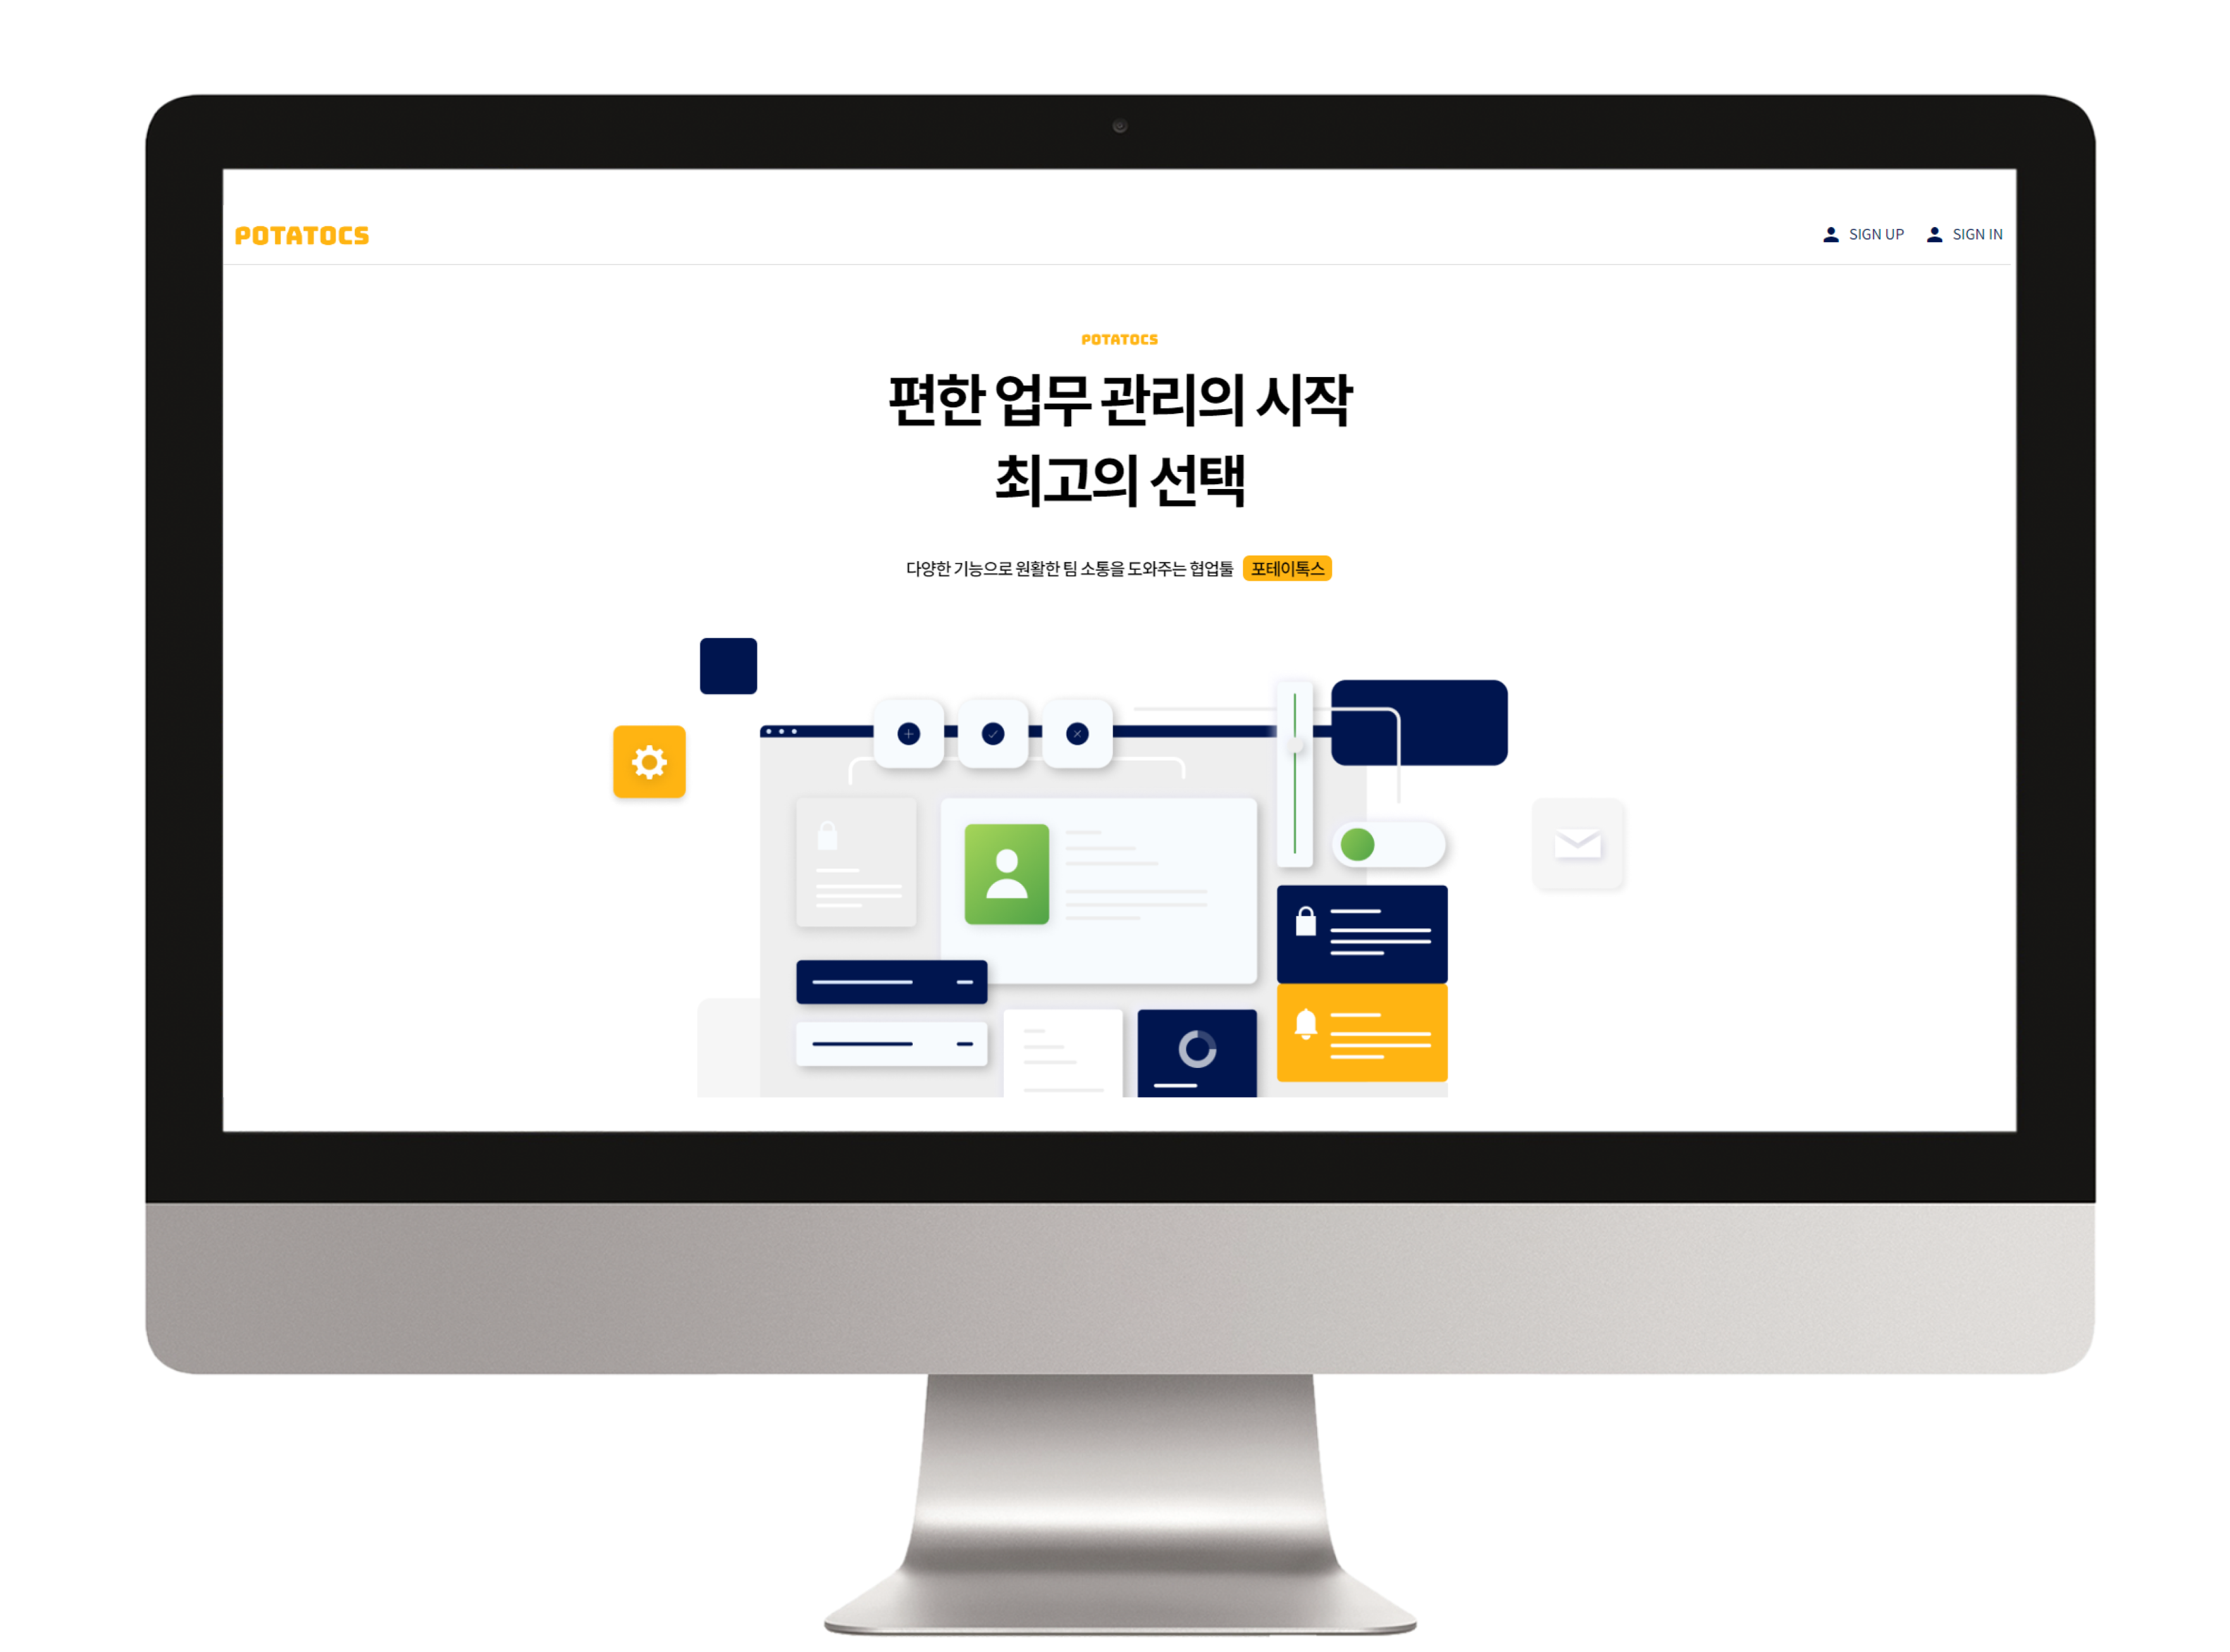 POTATOCS
SIGN UP
SIGN IN
POTATOCS
편한 업무 관리의 시작
최고의 선택
다양한 기능으로 원활한 팀 소통을 도와주는 협업툴 포테이톡스